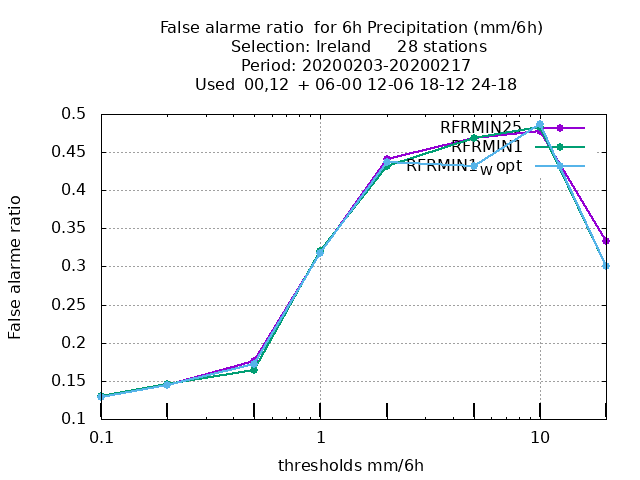 False alarme ratio  for 6h Precipitation (mm/6h)
Selection: Ireland     28 stations
Period: 20200203-20200217
Used  00,12  + 06-00 12-06 18-12 24-18
RFRMIN25
RFRMIN1
RFRMIN1w opt
0.5
0.45
0.4
0.35
0.3
0.25
0.2
0.15
0.1
False alarme ratio
0.1 1 10
thresholds mm/6h